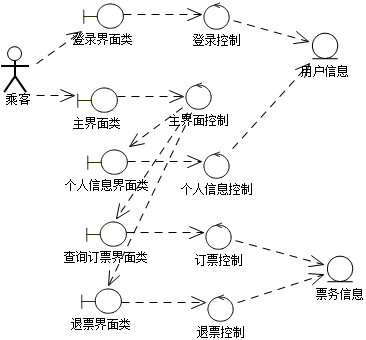 登录界面类
登录控制
用户信息
乘客
主界面类
主界面控制
个人信息界面类
个人信息控制
查询订票界面类
订票控制
票务信息
退票界面类
退票控制